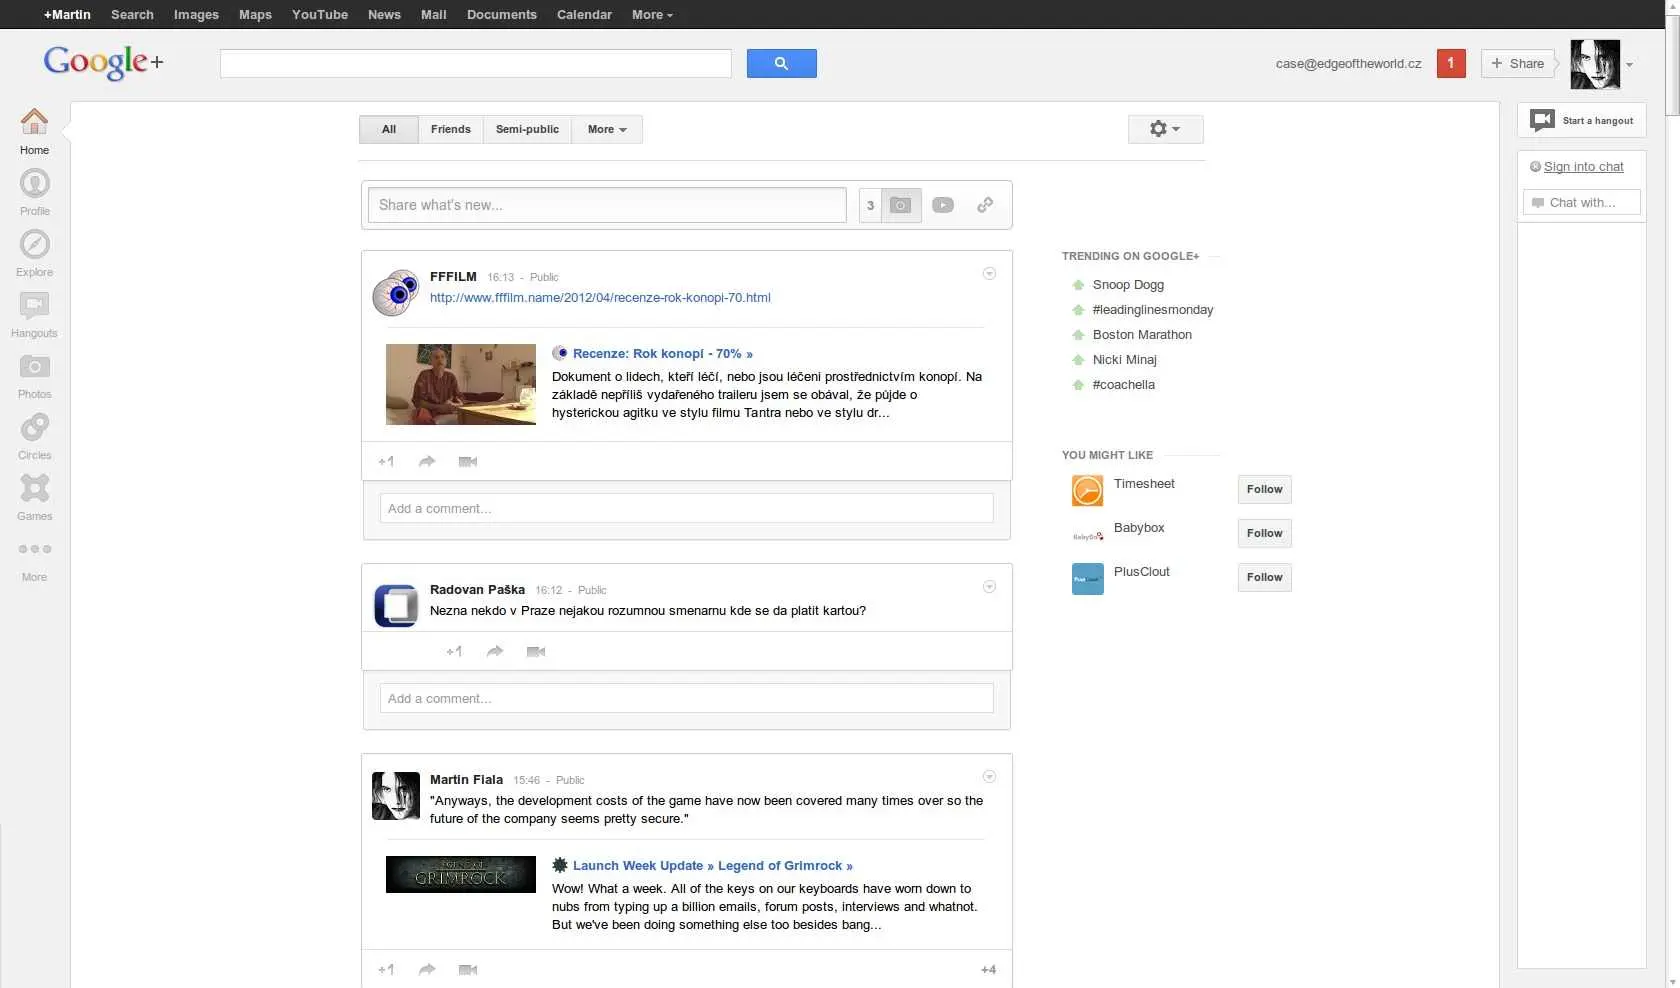 +Martin Search Images Maps YouTube News Mail Documents Calendar More
Google+
case@edgeoftheworld.cz 1 + Share
Home
Profile
Explore
Hangouts
Photos
Circles
Games
More
All Friends Semi-public More
Share what's new...
3
FFFILM 16:13 - Public
http://www.fffilm.name/2012/04/recenze-rok-konopi-70.html
Recenze: Rok konopí - 70% »
Dokument o lidech, kteří léčí, nebo jsou léčeni prostřednictvím konopí. Na
základě nepříliš vydařeného traileru jsem se obával, že půjde o
hysterickou agitku ve stylu filmu Tantra nebo ve stylu dr...
+1
Add a comment...
Radovan Paška 16:12 - Public
Nezna nekdo v Praze nejakou rozumnou smenarnu kde se da platit kartou?
+1
Add a comment...
Martin Fiala 15:46 - Public
"Anyways, the development costs of the game have now been covered many times over so the
future of the company seems pretty secure."
LEGEND OF
GRIMROCK
Launch Week Update » Legend of Grimrock »
Wow! What a week. All of the keys on our keyboards have worn down to
nubs from typing up a billion emails, forum posts, interviews and whatnot.
But we've been doing something else too besides bang...
+1
+4
TRENDING ON GOOGLE+
Snoop Dogg
#leadinglinesmonday
Boston Marathon
Nicki Minaj
#coachella
YOU MIGHT LIKE
Timesheet Follow
Babybox Follow
PlusClout Follow
Start a hangout
Sign into chat
Chat with...